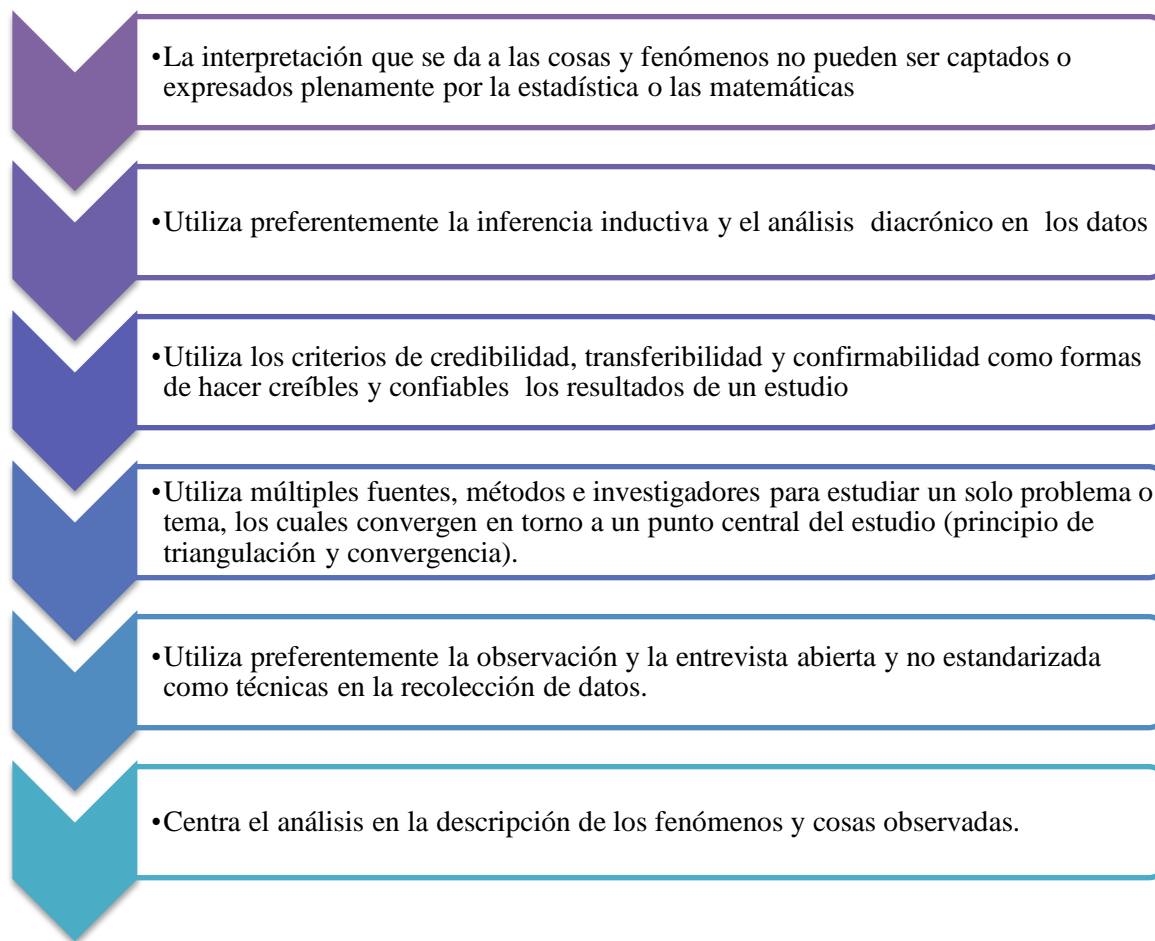 •La interpretación que se da a las cosas y fenómenos no pueden ser captados o
expresados plenamente por la estadística o las matemáticas
•Utiliza preferentemente la inferencia inductiva y el análisis  diacrónico en  los datos
•Utiliza los criterios de credibilidad, transferibilidad y confirmabilidad como formas
de hacer creíbles y confiables  los resultados de un estudio
•Utiliza múltiples fuentes, métodos e investigadores para estudiar un solo problema o
tema, los cuales convergen en torno a un punto central del estudio (principio de
triangulación y convergencia).
•Utiliza preferentemente la observación y la entrevista abierta y no estandarizada
como técnicas en la recolección de datos.
•Centra el análisis en la descripción de los fenómenos y cosas observadas.